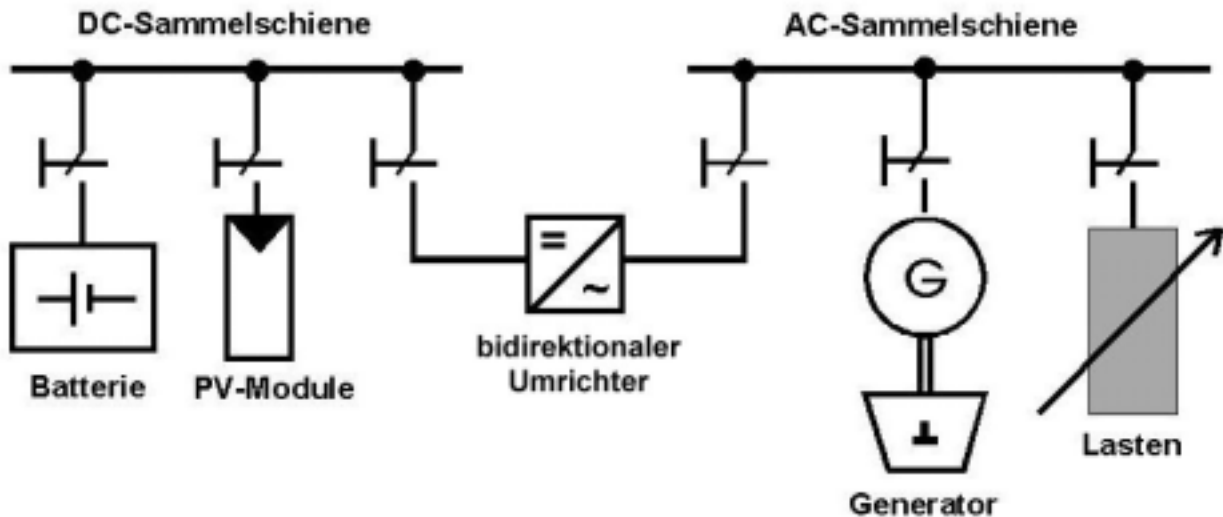 DC-Sammelschiene
AC-Sammelschiene
G
bidirektionaler
Umrichter
Batterie
PV-Module
Lasten
Generator